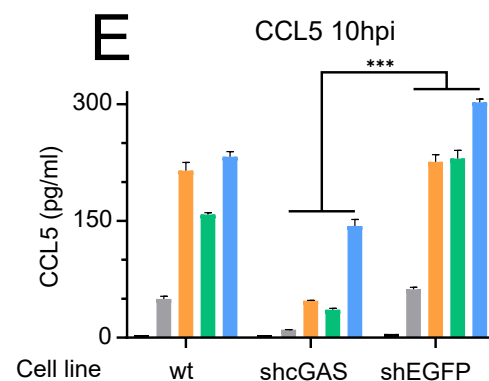 E
CCL5 10hpi
***
300
150
0
CCL5 (pg/ml)
Cell line wt shcGAS shEGFP